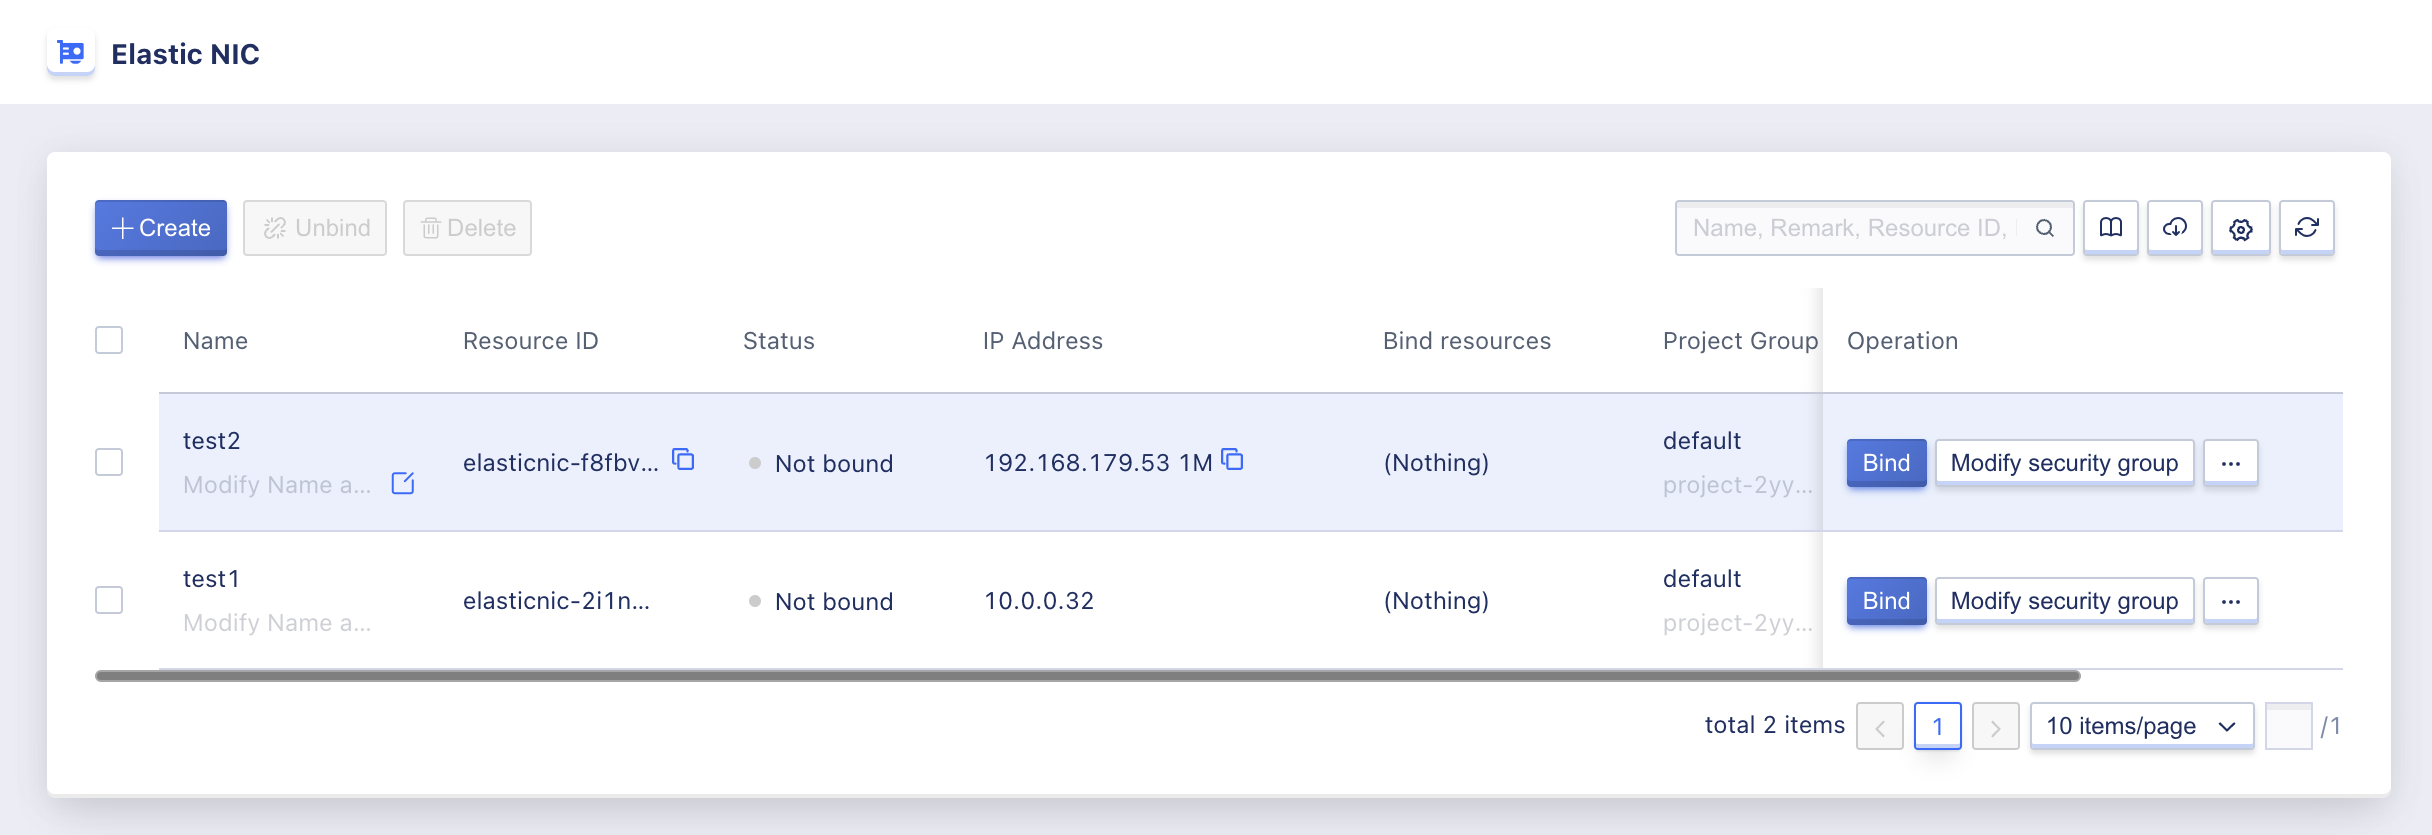 Elastic NIC
Create Unbind Delete Name, Remark, Resource ID,
Name Resource ID Status IP Address Bind resources Project Group Operation
test2 default
elasticnic-f8fbv... Not bound 192.168.179.53 1M (Nothing) Bind Modify security group ...
Modify Name a... project-2yy...
test1 default
elasticnic-2i1n... Not bound 10.0.0.32 (Nothing) Bind Modify security group ...
Modify Name a... project-2yy...
total 2 items 1 10 items/page /1